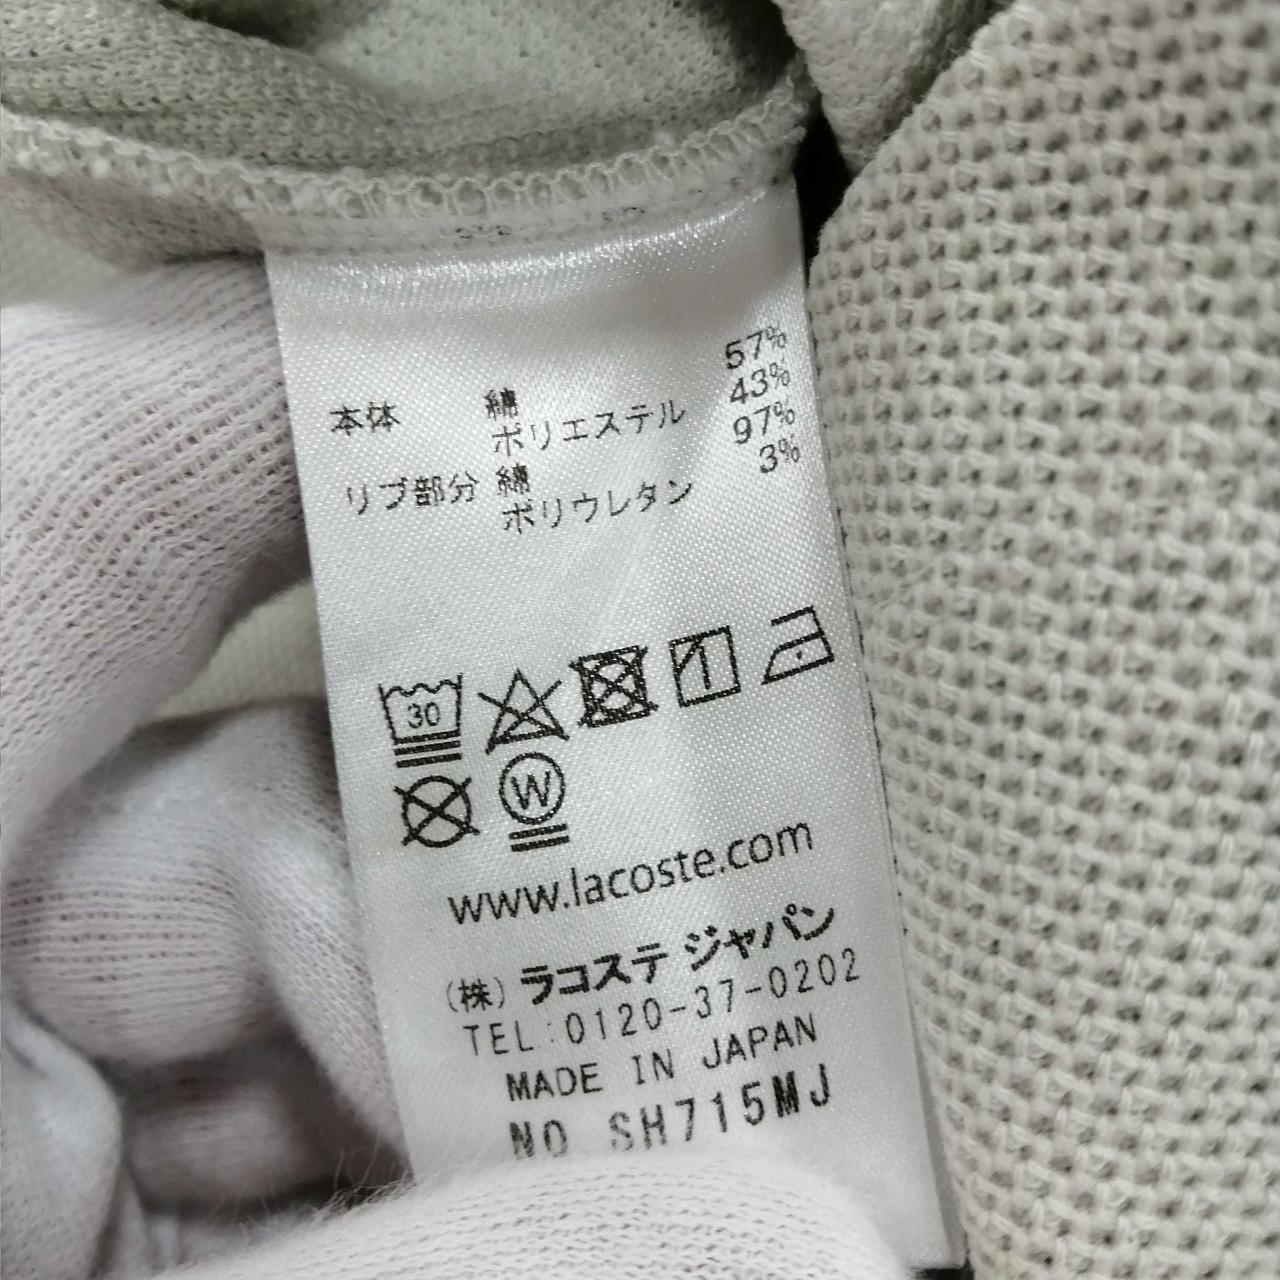 本体 綿 57%
ポリエステル 43%
リブ部分 綿 97%
ポリウレタン 3%
30
W
www.lacoste.com
(株) ラコステ ジャパン
TEL:0120-37-0202
MADE IN JAPAN
NO SH715MJ